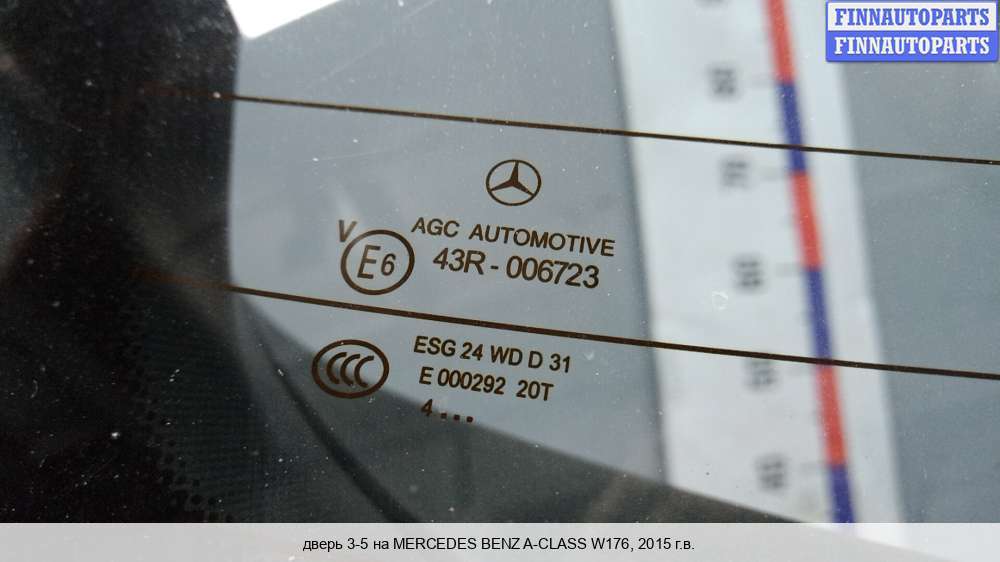 FINNAUTOPARTS
FINNAUTOPARTS
AGC AUTOMOTIVE
V
E6
43R - 006723
CCC
ESG 24 WD D 31
E 000292 20T
4...
дверь 3-5 на MERCEDES BENZ A-CLASS W176, 2015 г.в.